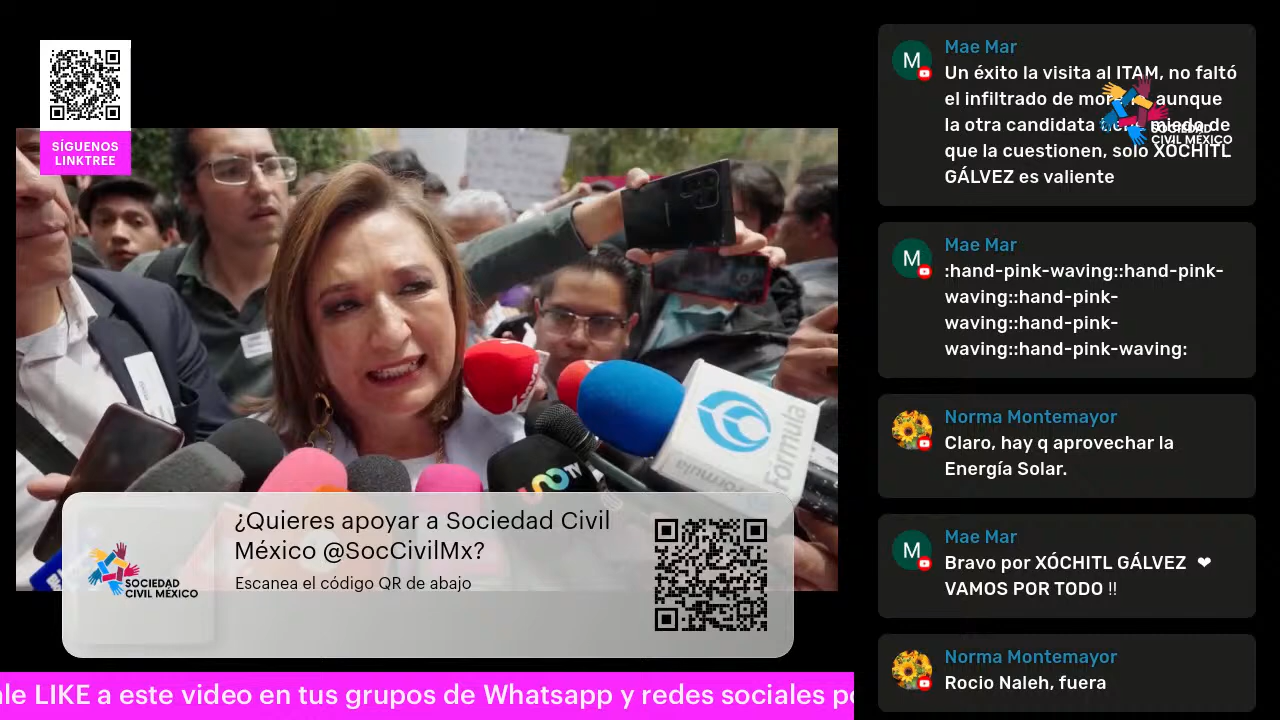 SÍGUENOS
LINKTREE
Fórmula
Fórmula
TV
¿Quieres apoyar a Sociedad Civil
México @SocCivilMx?
Escanea el código QR de abajo
SOCIEDAD
CIVIL MÉXICO
ale LIKE a este video en tus grupos de Whatsapp y redes sociales
M
Mae Mar
Un éxito la visita al ITAM, no faltó
el infiltrado de aunque
la otra candidata miedo de
que la cuestionen, solo XÓCHITL
GÁLVEZ es valiente
SOCIEDAD
CIVIL MÉXICO
M
Mae Mar
:hand-pink-waving::hand-pink-
waving::hand-pink-
waving::hand-pink-
waving::hand-pink-waving:
Norma Montemayor
Claro, hay q aprovechar la
Energía Solar.
M
Mae Mar
Bravo por XÓCHITL GÁLVEZ ❤
VAMOS POR TODO ‼
Norma Montemayor
Rocio Naleh, fuera